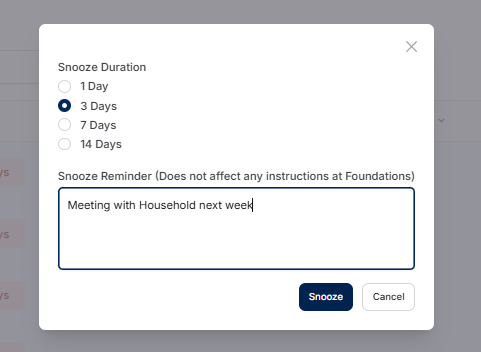 Snooze Duration
1 Day
3 Days
7 Days
14 Days
Snooze Reminder (Does not affect any instructions at Foundations)
Meeting with Household next week
Snooze
Cancel